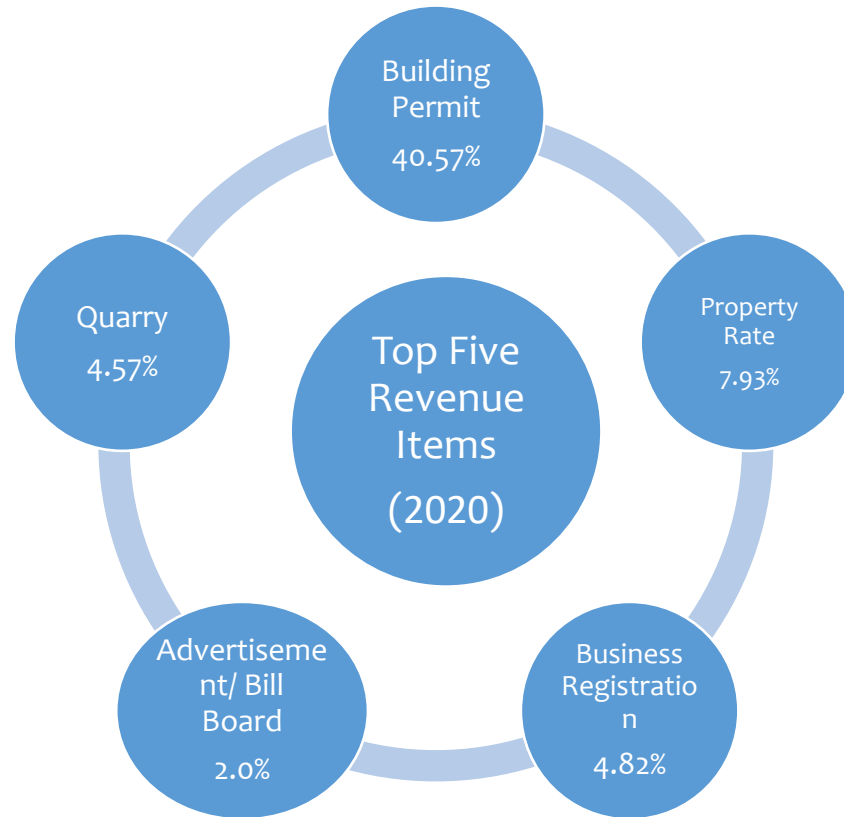 Building
Permit
40.57%
Property
Rate
7.93%
Business
Registratio
n
4.82%
Advertiseme
nt/ Bill
Board
2.0%
Quarry
4.57%
Top Five
Revenue
Items
(2020)